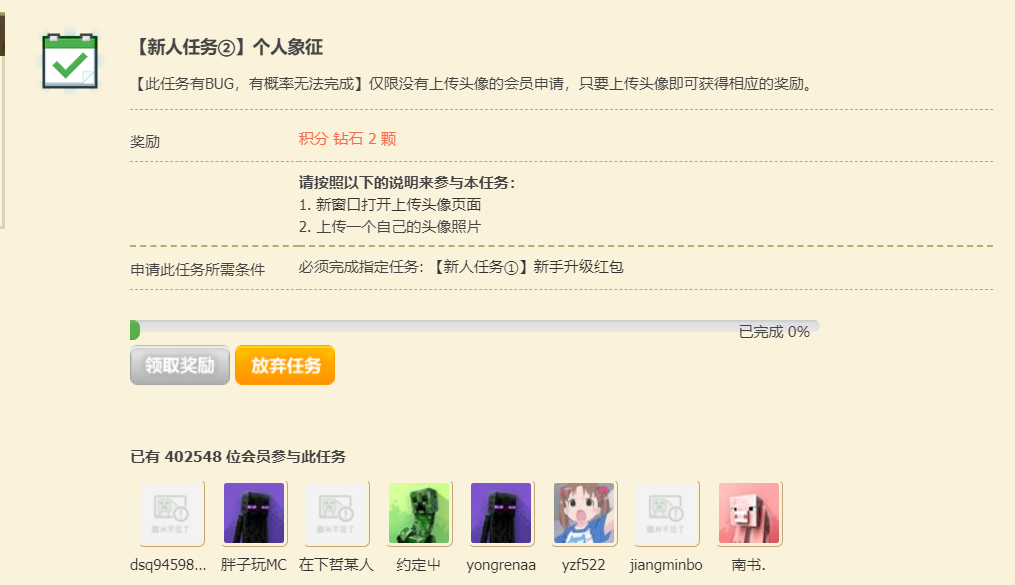 【新人任务②】个人象征
【此任务有BUG，有概率无法完成】仅限没有上传头像的会员申请，只要上传头像即可获得相应的奖励。
奖励
积分 钻石 2 颗
请按照以下的说明来参与本任务：
1. 新窗口打开上传头像页面
2. 上传一个自己的头像照片
申请此任务所需条件
必须完成指定任务：【新人任务①】新手升级红包
已完成 0%
领取奖励 放弃任务
已有 402548 位会员参与此任务
图片不见了 图片不见了 图片不见了
dsq94598... 胖子玩MC 在下哲某人 约定㐄 yongrenaa yzf522 jiangminbo 南书.